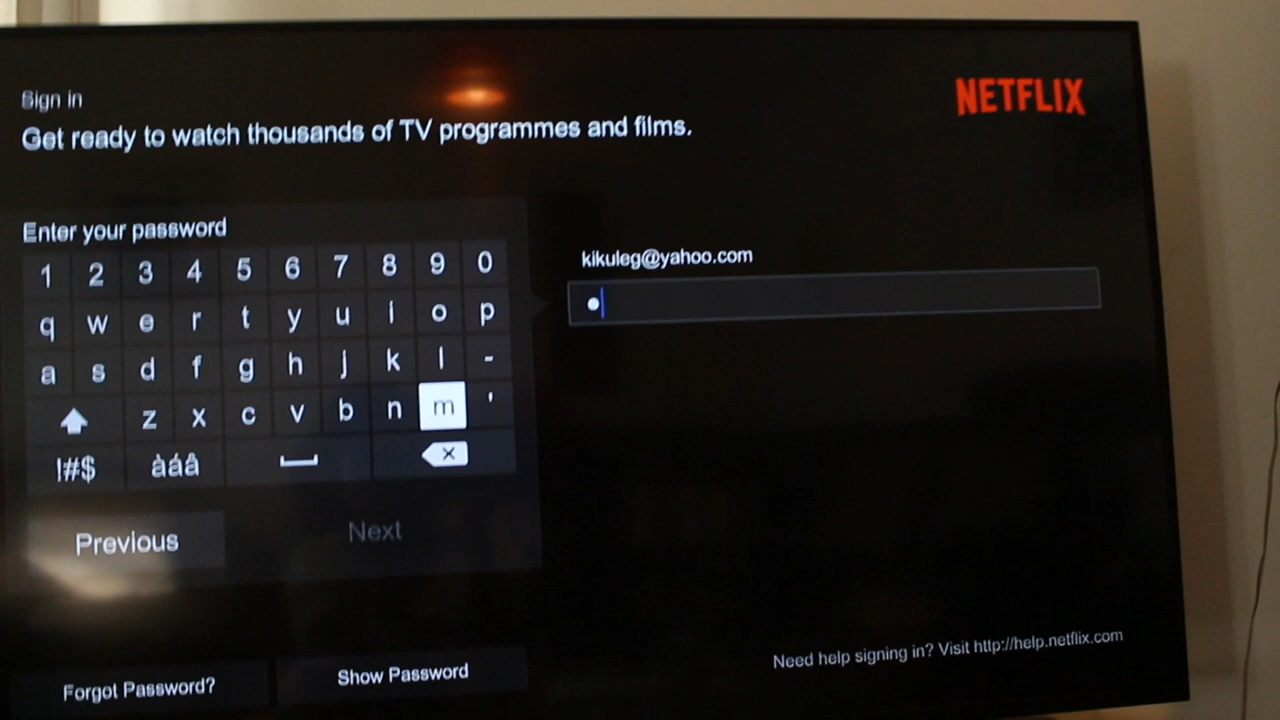 Sign in
NETFLIX
Get ready to watch thousands of TV programmes and films.
Enter your password
kikuleg@yahoo.com
1 2 3 4 5 6 7 8 9 0
q w e r t y u i o p
a s d f g h j k l -
z x c v b n m '
!#$ àáâ
Previous
Next
Forgot Password?
Show Password
Need help signing in? Visit http://help.netflix.com